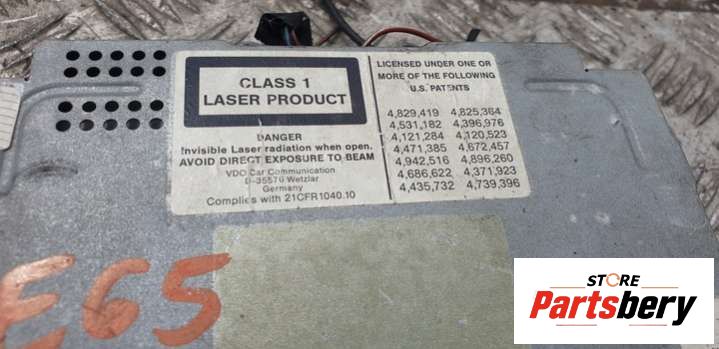 CLASS 1
LASER PRODUCT
DANGER
Invisible Laser radiation when open.
AVOID DIRECT EXPOSURE TO BEAM
VDO Car Communication
D-35576 Wetzlar
Germany
Complies with 21CFR1040.10
LICENSED UNDER ONE OR
MORE OF THE FOLLOWING
U.S. PATENTS
4,829,419 4,825,364
4,531,182 4,396,976
4,121,284 4,120,523
4,471,385 4,672,457
4,942,516 4,896,260
4,686,622 4,371,923
4,435,732 4,739,396
E65
STORE
Partsbery